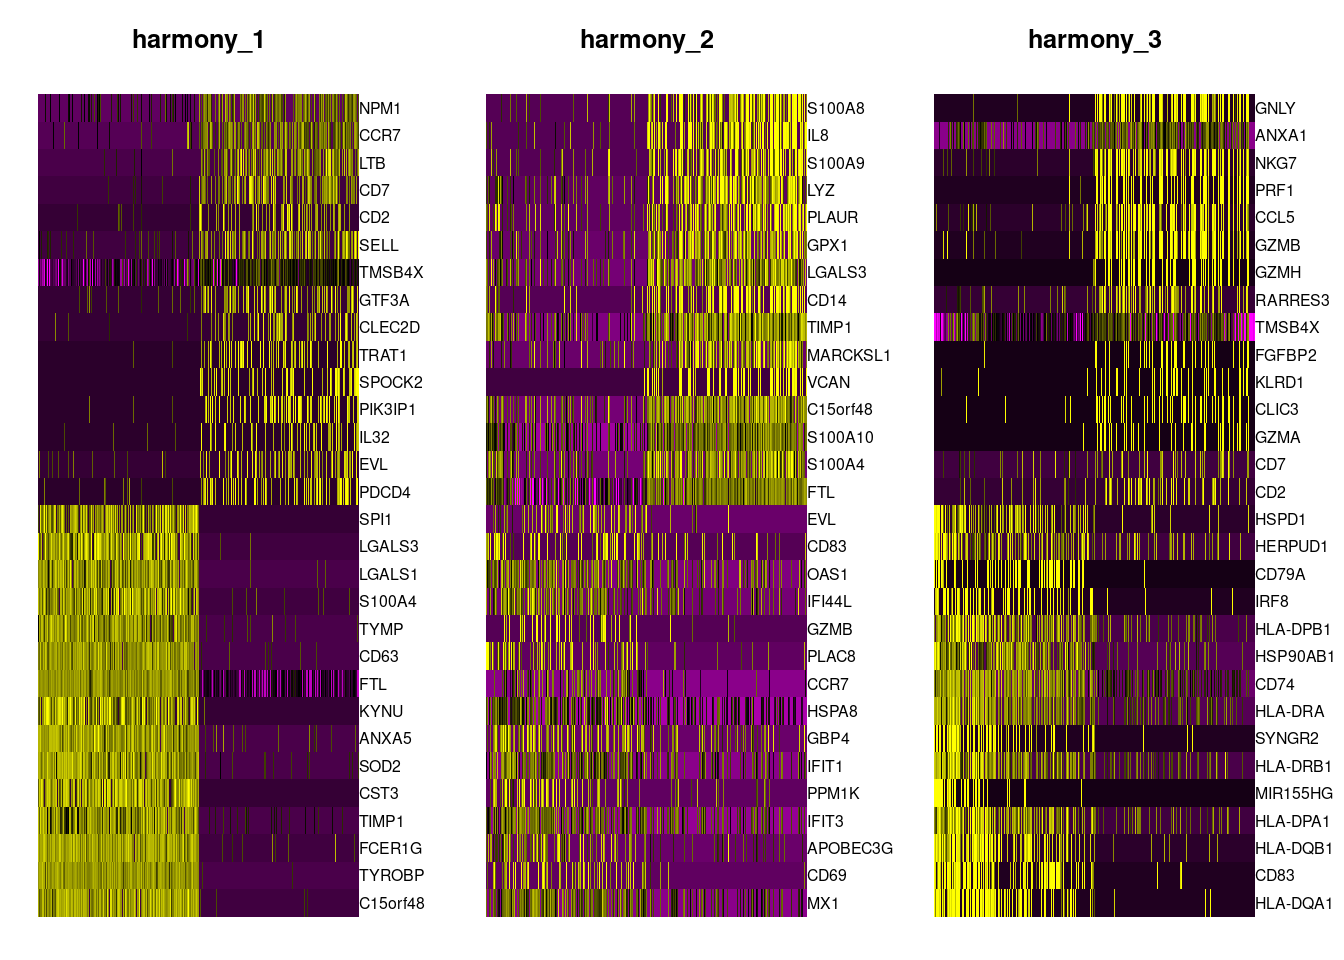 harmony_1
NPM1
CCR7
LTB
CD7
CD2
SELL
TMSB4X
GTF3A
CLEC2D
TRAT1
SPOCK2
PIK3IP1
IL32
EVL
PDCD4
SPI1
LGALS3
LGALS1
S100A4
TYMP
CD63
FTL
KYNU
ANXA5
SOD2
CST3
TIMP1
FCER1G
TYROBP
C15orf48
harmony_2
S100A8
IL8
S100A9
LYZ
PLAUR
GPX1
LGALS3
CD14
TIMP1
MARCKSL1
VCAN
C15orf48
S100A10
S100A4
FTL
EVL
CD83
OAS1
IFI44L
GZMB
PLAC8
CCR7
HSPA8
GBP4
IFIT1
PPM1K
IFIT3
APOBEC3G
CD69
MX1
harmony_3
GNLY
ANXA1
NKG7
PRF1
CCL5
GZMB
GZMH
RARRES3
TMSB4X
FGFBP2
KLRD1
CLIC3
GZMA
CD7
CD2
HSPD1
HERPUD1
CD79A
IRF8
HLA-DPB1
HSP90AB1
CD74
HLA-DRA
SYNGR2
HLA-DRB1
MIR155HG
HLA-DPA1
HLA-DQB1
CD83
HLA-DQA1